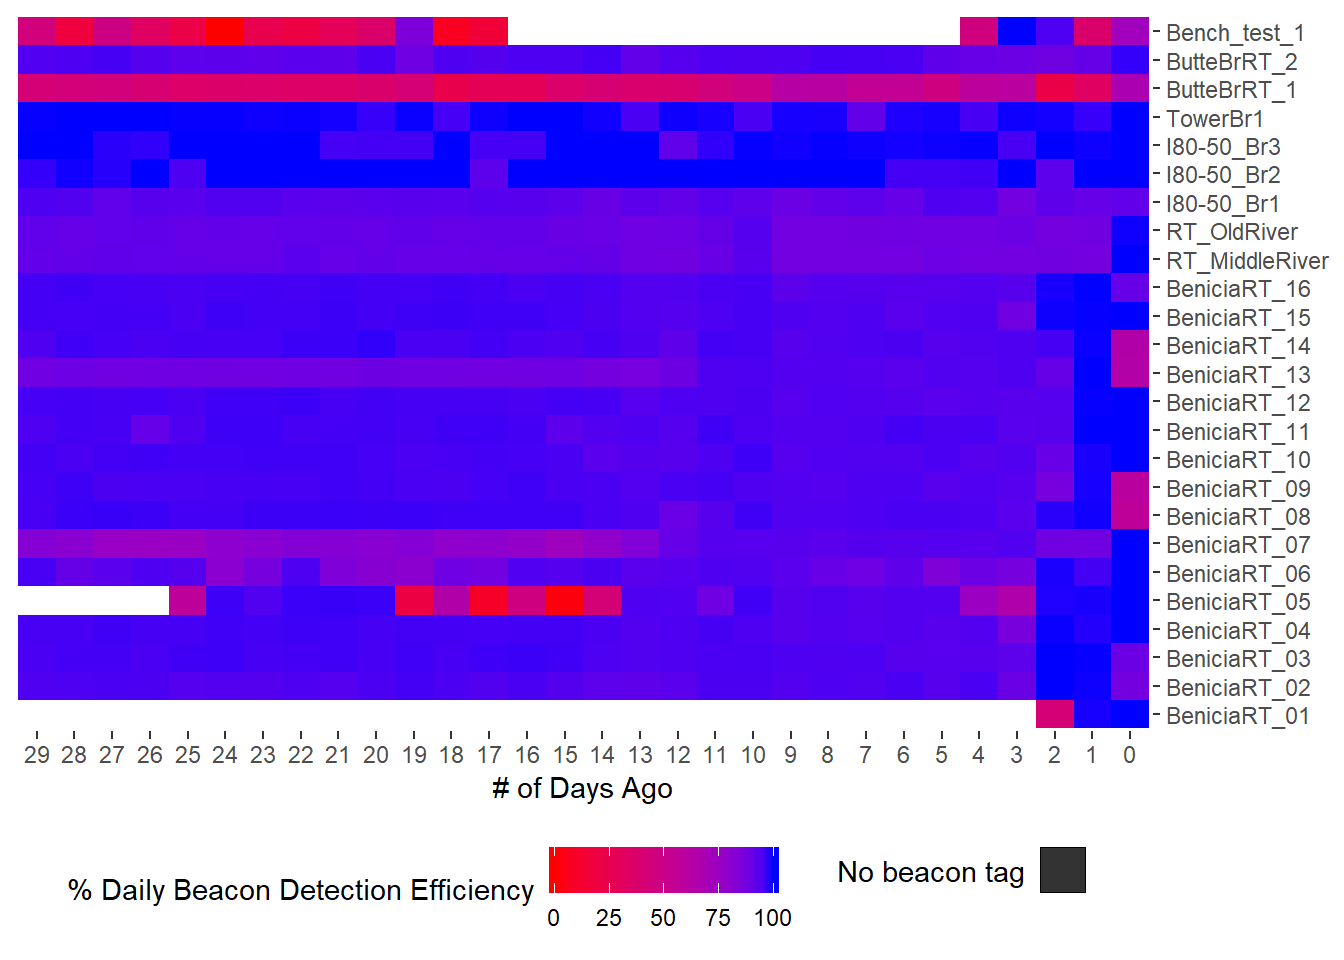 Bench_test_1
ButteBrRT_2
ButteBrRT_1
TowerBr1
I80-50_Br3
I80-50_Br2
I80-50_Br1
RT_OldRiver
RT_MiddleRiver
BeniciaRT_16
BeniciaRT_15
BeniciaRT_14
BeniciaRT_13
BeniciaRT_12
BeniciaRT_11
BeniciaRT_10
BeniciaRT_09
BeniciaRT_08
BeniciaRT_07
BeniciaRT_06
BeniciaRT_05
BeniciaRT_04
BeniciaRT_03
BeniciaRT_02
BeniciaRT_01
29 28 27 26 25 24 23 22 21 20 19 18 17 16 15 14 13 12 11 10 9 8 7 6 5 4 3 2 1 0
# of Days Ago
% Daily Beacon Detection Efficiency
0 25 50 75 100
No beacon tag